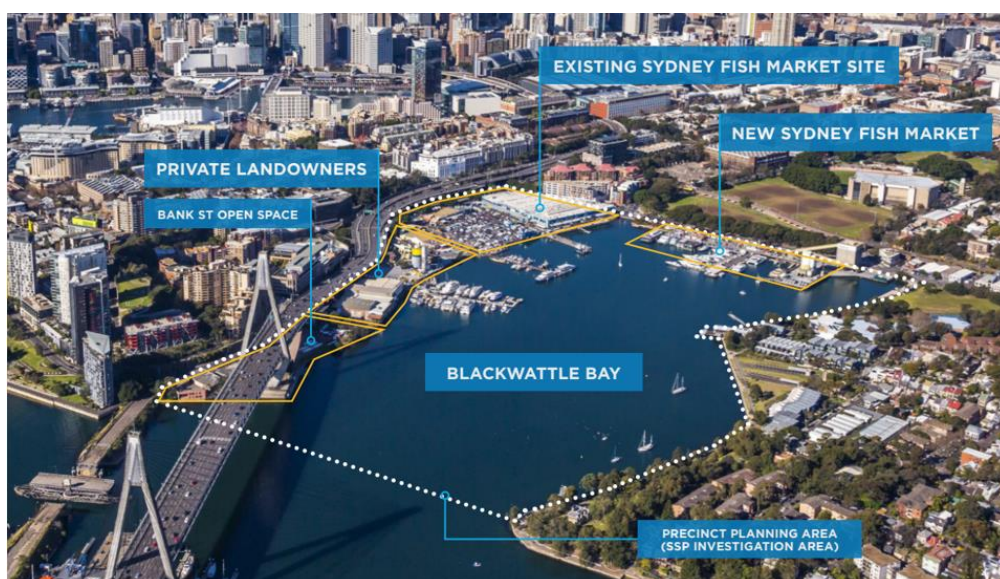 EXISTING SYDNEY FISH MARKET SITE
NEW SYDNEY FISH MARKET
PRIVATE LANDOWNERS
BANK ST OPEN SPACE
BLACKWATTLE BAY
PRECINCT PLANNING AREA
(SSP INVESTIGATION AREA)